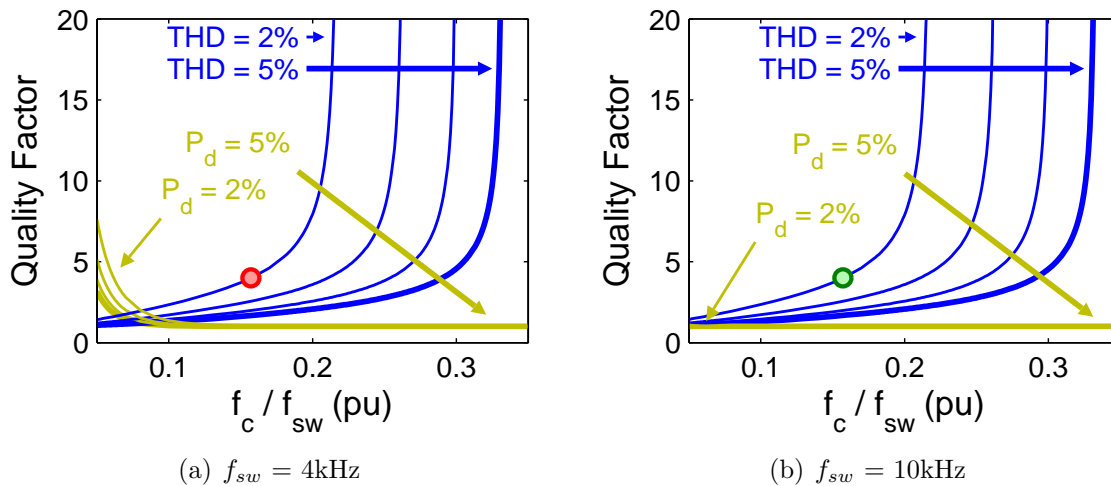 20
15
10
5
0
0.1 0.2 0.3
Quality Factor
f_c / f_sw (pu)
THD = 2%
THD = 5%
P_d = 5%
P_d = 2%
(a) f_sw = 4kHz
20
15
10
5
0
0.1 0.2 0.3
Quality Factor
f_c / f_sw (pu)
THD = 2%
THD = 5%
P_d = 5%
P_d = 2%
(b) f_sw = 10kHz